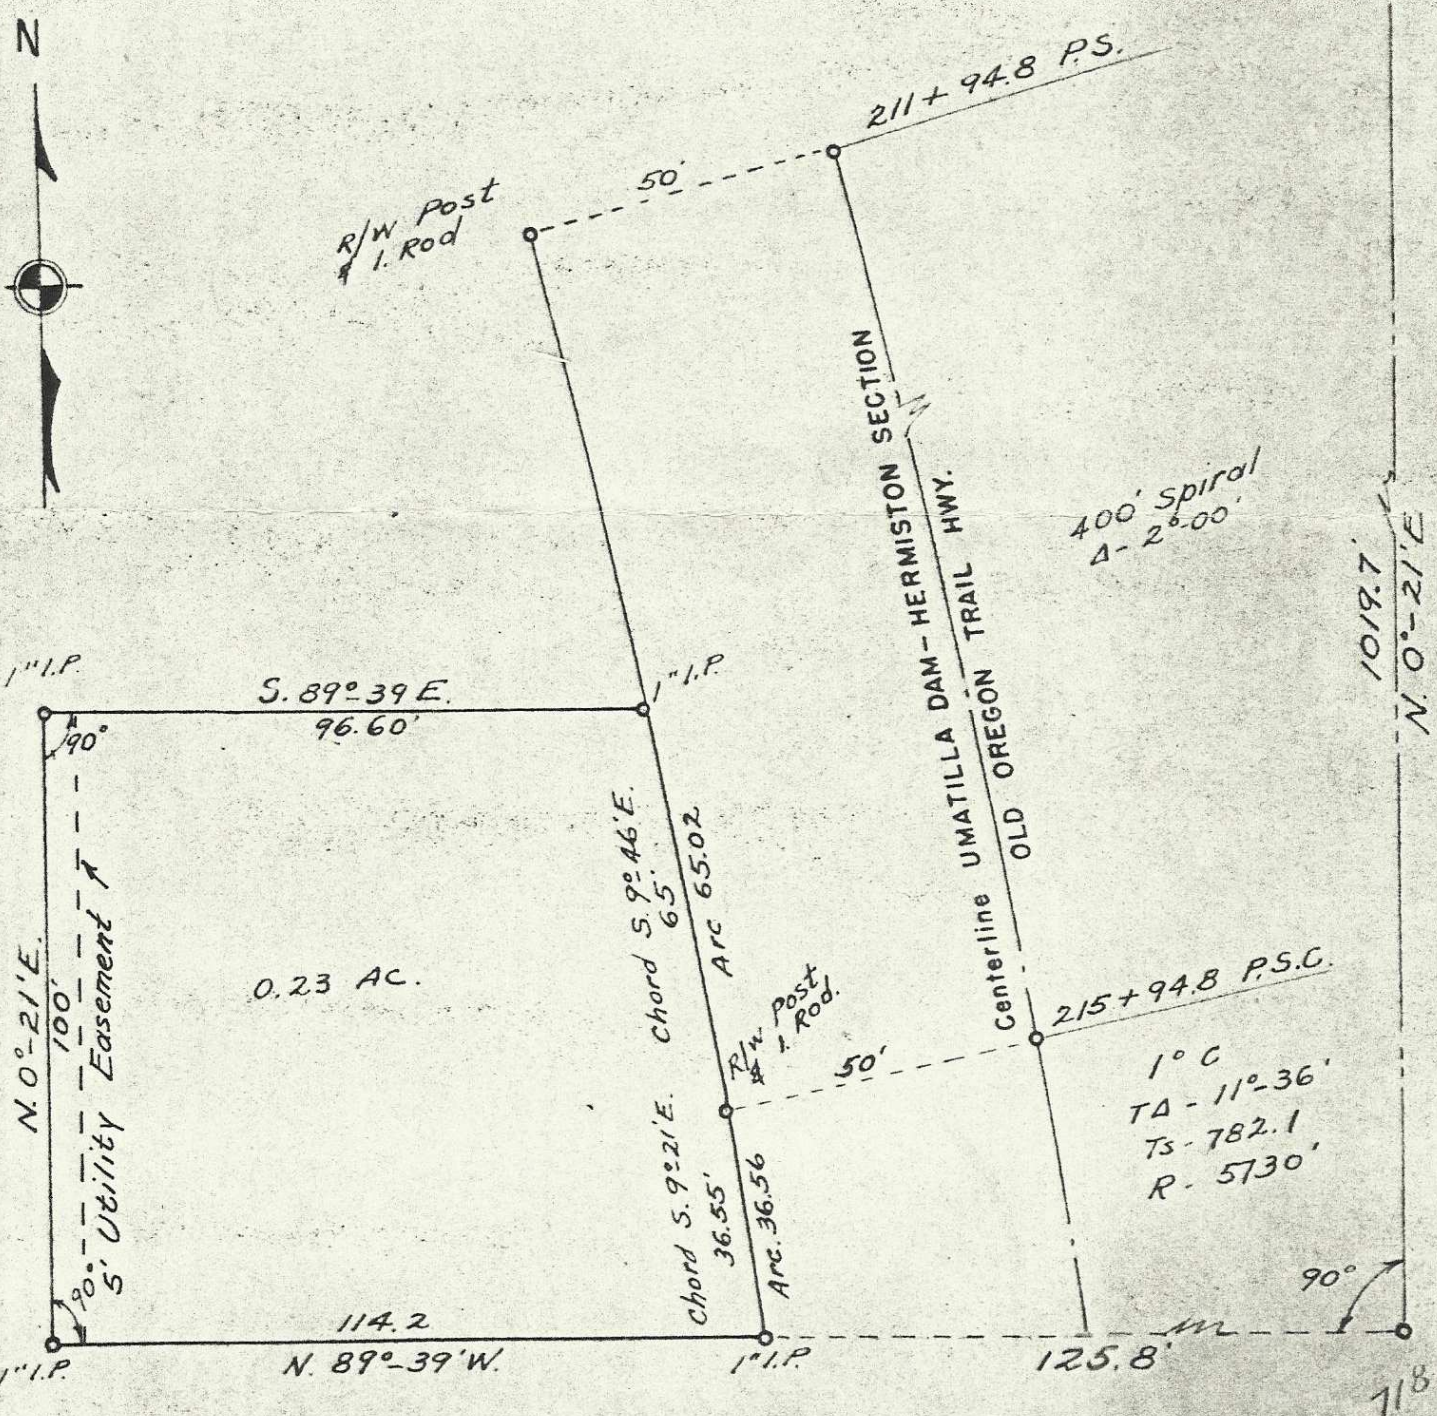 N
211+94.8 P.S.
50'
R/W Post
& I. Rod
Centerline UMATILLA DAM-HERMISTON SECTION
OLD OREGON TRAIL HWY.
400' Spiral
Δ- 2°-00'
1019.7'
N. 0°-21'E
1" I.P.
S. 89°-39 E.
96.60'
1" I.P.
90°
N. 0°-21'E.
100'
5' Utility Easement
0.23 AC.
Chord S. 9°-46'E.
65'
Arc 65.02
Post
Rod.
50'
215+94.8 P.S.C.
1° C
TΔ - 11°-36'
Ts - 782.1
R. 5730'
Chord S. 9°-21'E.
36.55'
Arc. 36.56
90°
90°
114.2
N. 89°-39'W.
1" I.P.
1" I.P.
125.8'